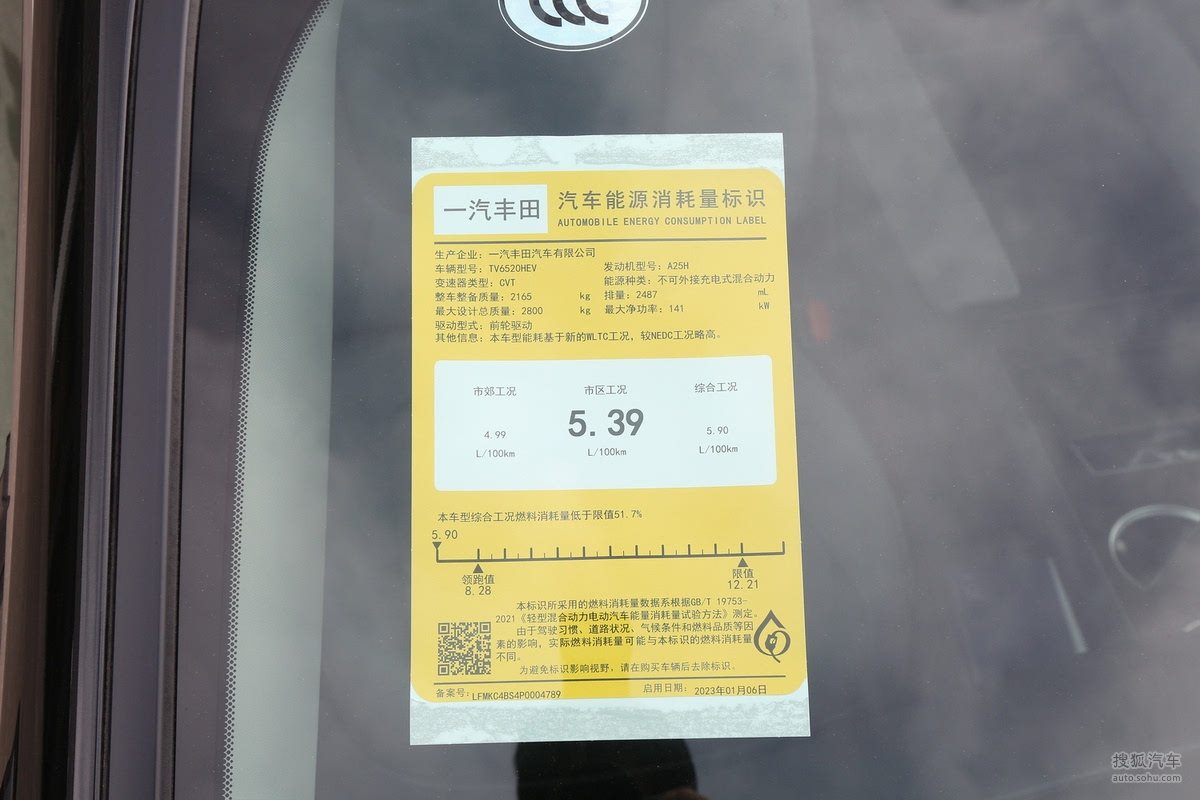 CCC
一汽丰田
汽车能源消耗量标识
AUTOMOBILE ENERGY CONSUMPTION LABEL
生产企业：一汽丰田汽车有限公司
车辆型号：TV6520HEV 发动机型号：A25H
变速器类型：CVT 能源种类：不可外接充电式混合动力
整车整备质量：2165 kg 排量：2487 mL
最大设计总质量：2800 kg 最大净功率：141 kW
驱动型式：前轮驱动
其他信息：本车型能耗基于新的WLTC工况，较NEDC工况略高。
市郊工况 市区工况 综合工况
4.99 5.39 5.90
L/100km L/100km L/100km
本车型综合工况燃料消耗量低于限值51.7%
5.90
领跑值 限值
8.28 12.21
本标识所采用的燃料消耗量数据系根据GB/T 19753-
2021《轻型混合动力电动汽车能量消耗量试验方法》测定。
由于驾驶习惯、道路状况、气候条件和燃料品质等因
素的影响，实际燃料消耗量可能与本标识的燃料消耗量
不同。
为避免标识影响视野，请在购买车辆后去除标识.
备案号：LFMKC4BS4P0004789 启用日期：2023年01月06日
搜狐汽车
auto.sohu.com